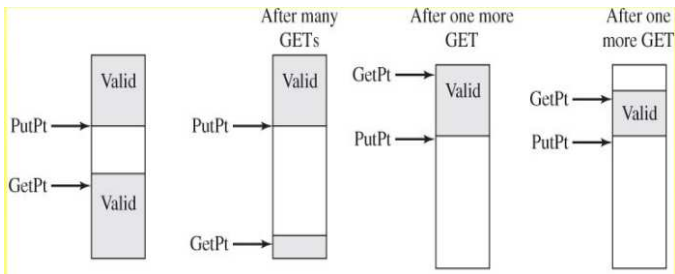 After many
GETs
After one more
GET
After one
more GET
Valid
PutPt
GetPt
Valid
Valid
PutPt
GetPt
GetPt
Valid
PutPt
GetPt
Valid
PutPt